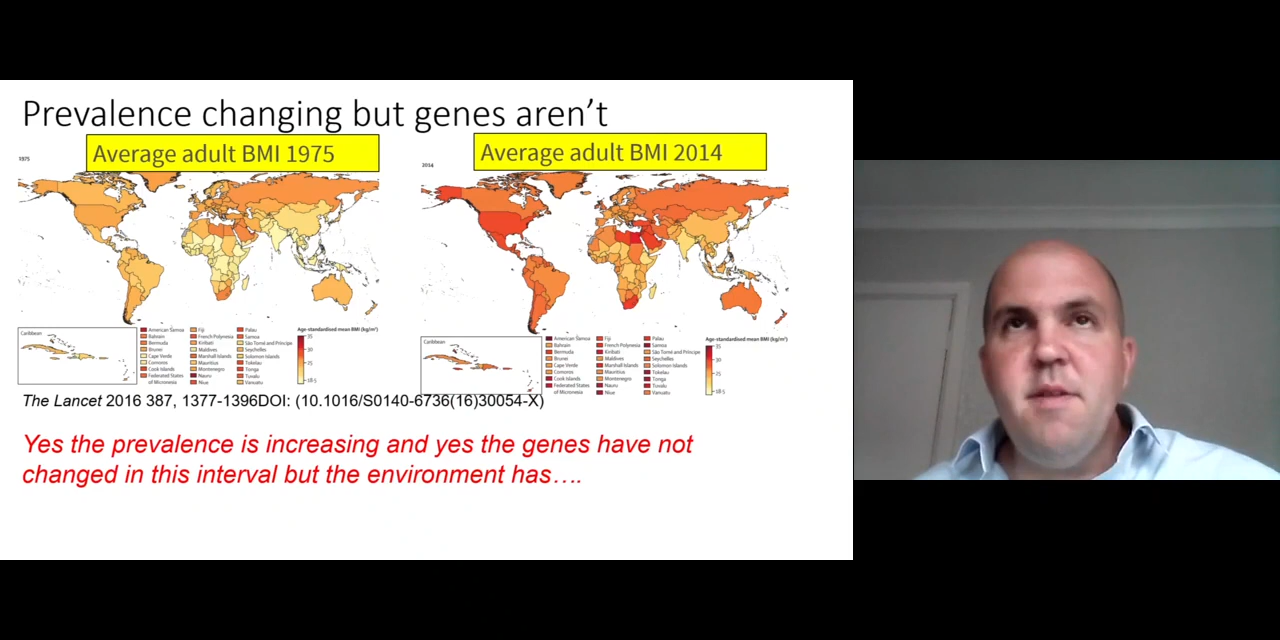 Prevalence changing but genes aren't
Average adult BMI 1975
Average adult BMI 2014
1975
2014
Caribbean
American Samoa
Bahrain
Bermuda
Brunei
Cape Verde
Comoros
Cook Islands
Federated States
of Micronesia
Fiji
French Polynesia
Kiribati
Maldives
Marshall Islands
Mauritius
Montenegro
Nauru
Niue
Palau
Samoa
São Tomé and Príncipe
Seychelles
Solomon Islands
Tokelau
Tonga
Tuvalu
Vanuatu
Age-standardised mean BMI (kg/m²)
35
30
25
18·5
Caribbean
American Samoa
Bahrain
Bermuda
Brunei
Cape Verde
Comoros
Cook Islands
Federated States
of Micronesia
Fiji
French Polynesia
Kiribati
Maldives
Marshall Islands
Mauritius
Montenegro
Nauru
Niue
Palau
Samoa
São Tomé and Príncipe
Seychelles
Solomon Islands
Tokelau
Tonga
Tuvalu
Vanuatu
Age-standardised mean BMI (kg/m²)
35
30
25
18·5
The Lancet 2016 387, 1377-1396DOI: (10.1016/S0140-6736(16)30054-X)
Yes the prevalence is increasing and yes the genes have not
changed in this interval but the environment has….